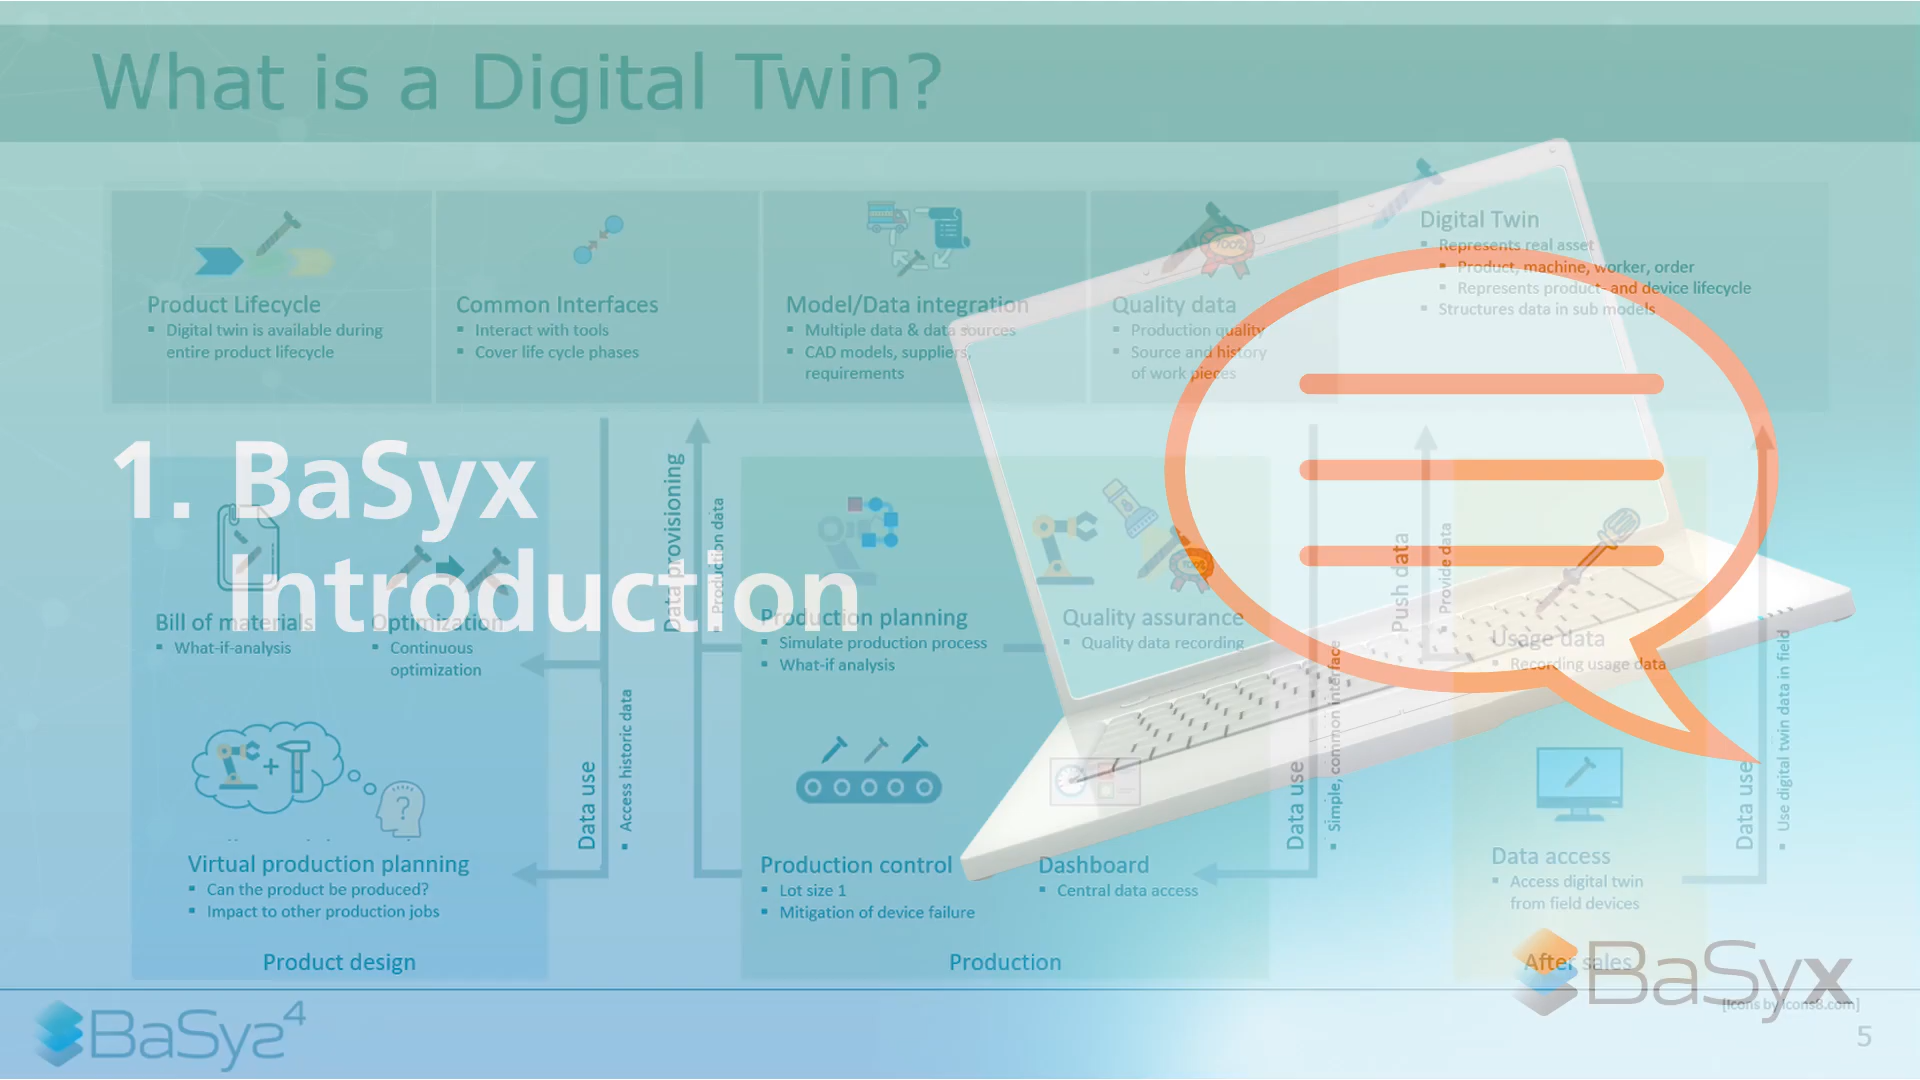 What is a Digital Twin?
Product Lifecycle
▪ Digital twin is available during
entire product lifecycle
Common Interfaces
▪ Interact with tools
▪ Cover life cycle phases
Model/Data integration
▪ Multiple data & data sources
▪ CAD models, suppliers,
requirements
Quality data
▪ Production quality
▪ Source and history
of work pieces
100%
Digital Twin
▪ Represents real asset
▪ Product, machine, worker, order
▪ Represents product- and device lifecycle
▪ Structures data in sub models
1. BaSyx
Introduction
Bill of materials
▪ What-if-analysis
Optimization
▪ Continuous
optimization
Virtual production planning
▪ Can the product be produced?
▪ Impact to other production jobs
Product design
Data use
▪ Access historic data
Data provisioning
▪ Production data
Production planning
▪ Simulate production process
▪ What-if analysis
Quality assurance
▪ Quality data recording
100%
Production control
▪ Lot size 1
▪ Mitigation of device failure
Dashboard
▪ Central data access
Production
Data use
▪ Simple, common interface
Push data
▪ Provide data
Usage data
▪ Recording usage data
Data access
▪ Access digital twin
from field devices
After sales
Data use
▪ Use digital twin data in field
BaSyx
[Icons by icons8.com]
BaSys4
5